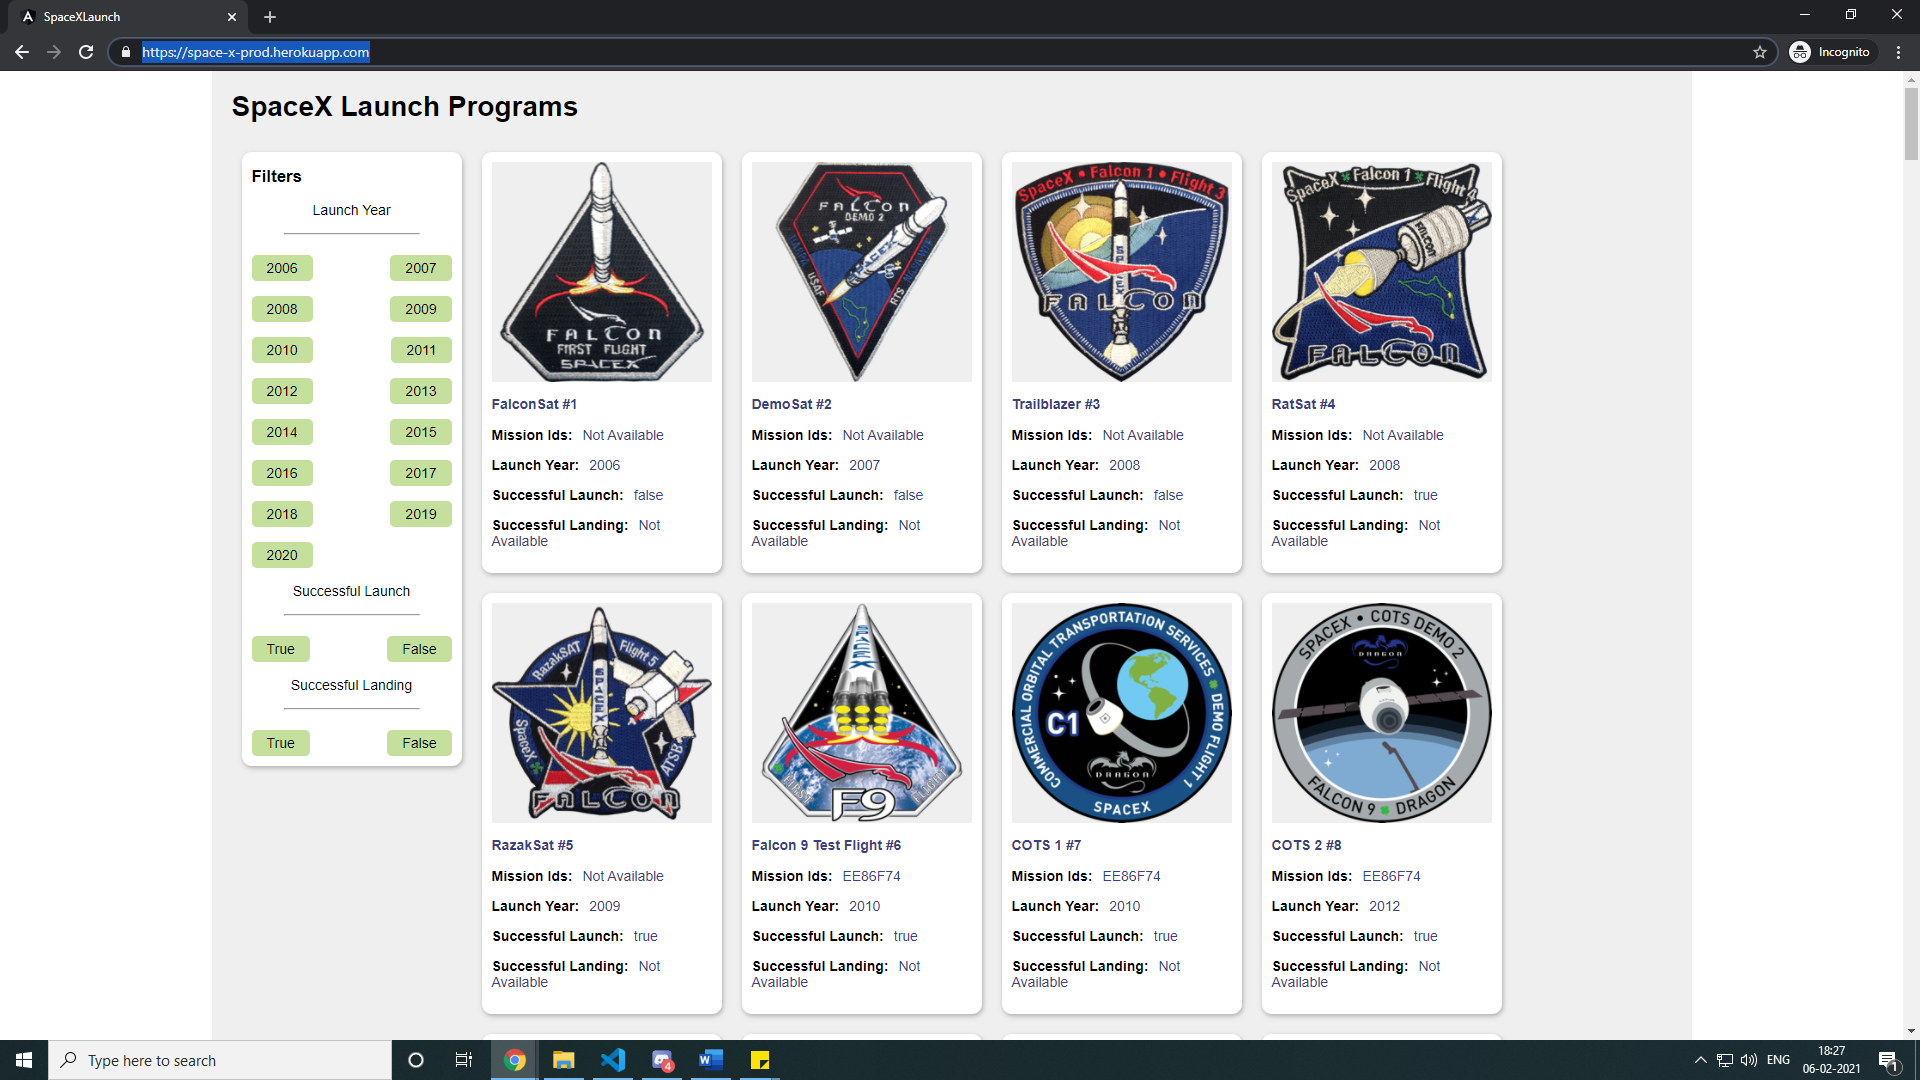 SpaceXLaunch
https://space-x-prod.herokuapp.com
Incognito
SpaceX Launch Programs
Filters
Launch Year
2006 2007
2008 2009
2010 2011
2012 2013
2014 2015
2016 2017
2018 2019
2020
Successful Launch
True False
Successful Landing
True False
FALCON
FIRST FLIGHT
SPACEX
FalconSat #1
Mission Ids: Not Available
Launch Year: 2006
Successful Launch: false
Successful Landing: Not
Available
FALCON
DEMO 2
SPACEX
USAF
RTS
DemoSat #2
Mission Ids: Not Available
Launch Year: 2007
Successful Launch: false
Successful Landing: Not
Available
SpaceX • Falcon 1 • Flight 3
SPACEX
FALCON
Trailblazer #3
Mission Ids: Not Available
Launch Year: 2008
Successful Launch: false
Successful Landing: Not
Available
SpaceX Falcon 1 Flight 4
FALCON
FALCON
RatSat #4
Mission Ids: Not Available
Launch Year: 2008
Successful Launch: true
Successful Landing: Not
Available
RazakSAT Flight 5
SPACEX
SpaceX
ATSB
FALCON
RazakSat #5
Mission Ids: Not Available
Launch Year: 2009
Successful Launch: true
Successful Landing: Not
Available
SPACEX
FIRST FLIGHT
F9
Falcon 9 Test Flight #6
Mission Ids: EE86F74
Launch Year: 2010
Successful Launch: true
Successful Landing: Not
Available
COMMERCIAL ORBITAL TRANSPORTATION SERVICES DEMO FLIGHT 1
C1
DRAGON
SPACEX
COTS 1 #7
Mission Ids: EE86F74
Launch Year: 2010
Successful Launch: true
Successful Landing: Not
Available
SPACEX • COTS DEMO 2
DRAGON
FALCON 9 DRAGON
COTS 2 #8
Mission Ids: EE86F74
Launch Year: 2012
Successful Launch: true
Successful Landing: Not
Available
Type here to search
4
ENG
18:27
06-02-2021
1